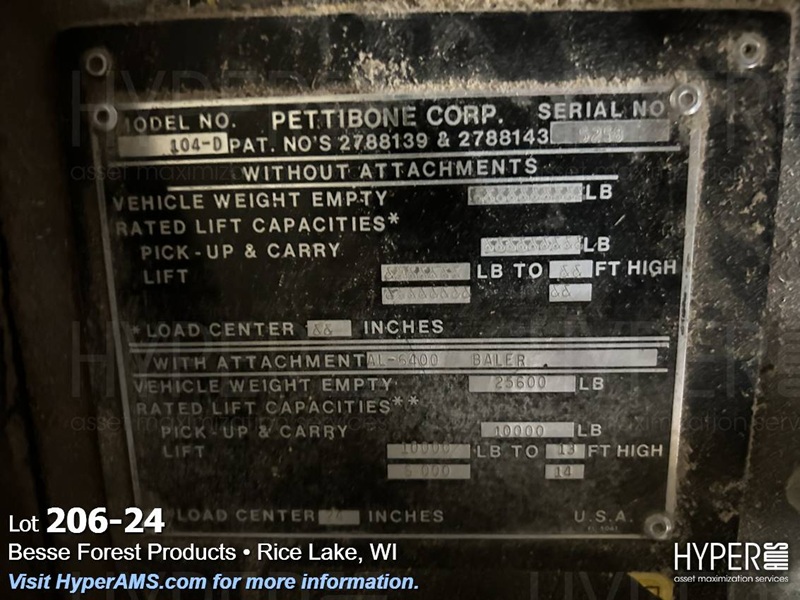 MODEL NO. PETTIBONE CORP. SERIAL NO
104-D PAT. NO'S 2788139 & 2788143
WITHOUT ATTACHMENTS
VEHICLE WEIGHT EMPTY LB
RATED LIFT CAPACITIES*
PICK-UP & CARRY LB
LIFT LB TO FT HIGH
* LOAD CENTER INCHES
WITH ATTACHMENT AL-6400 BALER
VEHICLE WEIGHT EMPTY 25600 LB
RATED LIFT CAPACITIES**
PICK-UP & CARRY 10000 LB
LIFT 10000 LB TO 13 FT HIGH
14
LOAD CENTER INCHES U.S.A.
Lot 206-24
Besse Forest Products • Rice Lake, WI
Visit HyperAMS.com for more information.
HYPER AMS
asset maximization services